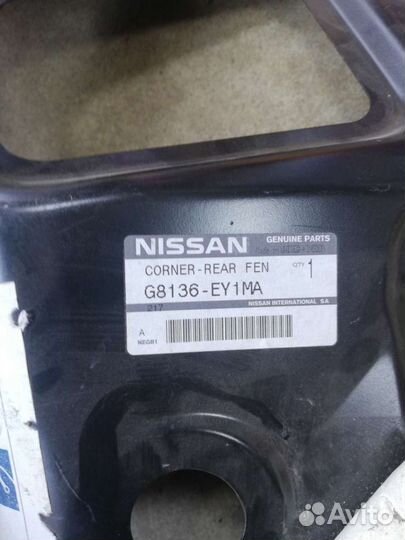 NISSAN
GENUINE PARTS
CORNER-REAR FEN QTY 1
G8136-EY1MA
217 NISSAN INTERNATIONAL SA
A
NEGB1
Avito